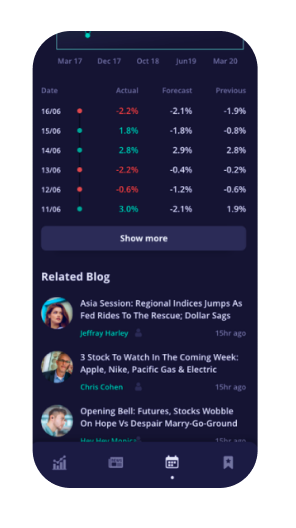 Mar 17 Dec 17 Oct 18 Jun19 Mar 20
Date Actual Forecast Previous
16/06 -2.2% -2.1% -1.9%
15/06 1.8% -1.8% -0.8%
14/06 2.8% 2.9% 2.8%
13/06 -2.2% -0.4% -0.2%
12/06 -0.6% -1.2% -0.6%
11/06 3.0% -2.1% 1.9%
Show more
Related Blog
Asia Session: Regional Indices Jumps As
Fed Rides To The Rescue; Dollar Sags
Jeffray Harley 15hr ago
3 Stock To Watch In The Coming Week:
Apple, Nike, Pacific Gas & Electric
Chris Cohen 15hr ago
Opening Bell: Futures, Stocks Wobble
On Hope Vs Despair Marry-Go-Ground
Hey Hey Monica 15hr ago